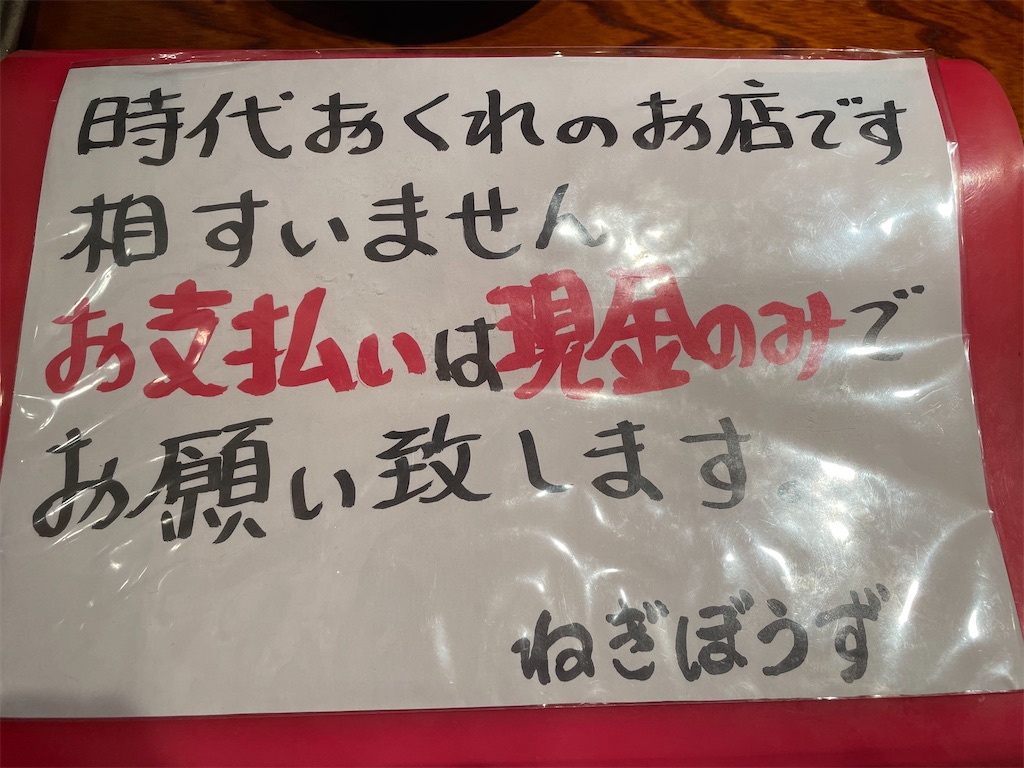 時代おくれのお店です
相すいません
お支払いは現金のみで
お願い致します
ねぎぼうず